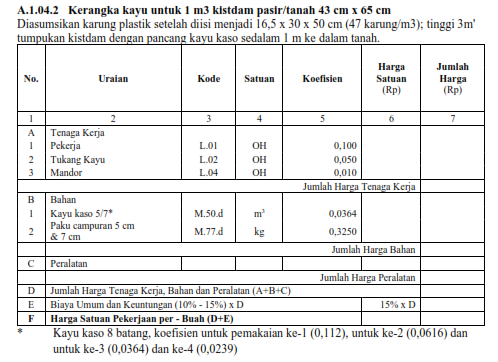 A.1.04.2 Kerangka kayu untuk 1 m3 kistdam pasir/tanah 43 cm x 65 cm
Diasumsikan karung plastik setelah diisi menjadi 16,5 x 30 x 50 cm (47 karung/m3); tinggi 3m'
tumpukan kistdam dengan pancang kayu kaso sedalam 1 m ke dalam tanah.
No. Uraian Kode Satuan Koefisien Harga Satuan (Rp) Jumlah Harga (Rp)
1 2 3 4 5 6 7
A Tenaga Kerja
1 Pekerja L.01 OH 0,100
2 Tukang Kayu L.02 OH 0,050
3 Mandor L.04 OH 0,010
Jumlah Harga Tenaga Kerja
B Bahan
1 Kayu kaso 5/7* M.50.d m³ 0,0364
2 Paku campuran 5 cm & 7 cm M.77.d kg 0,3250
Jumlah Harga Bahan
C Peralatan
Jumlah Harga Peralatan
D Jumlah Harga Tenaga Kerja, Bahan dan Peralatan (A+B+C)
E Biaya Umum dan Keuntungan (10% - 15%) x D 15% x D
F Harga Satuan Pekerjaan per - Buah (D+E)
* Kayu kaso 8 batang, koefisien untuk pemakaian ke-1 (0,112), untuk ke-2 (0,0616) dan
untuk ke-3 (0,0364) dan ke-4 (0,0239)